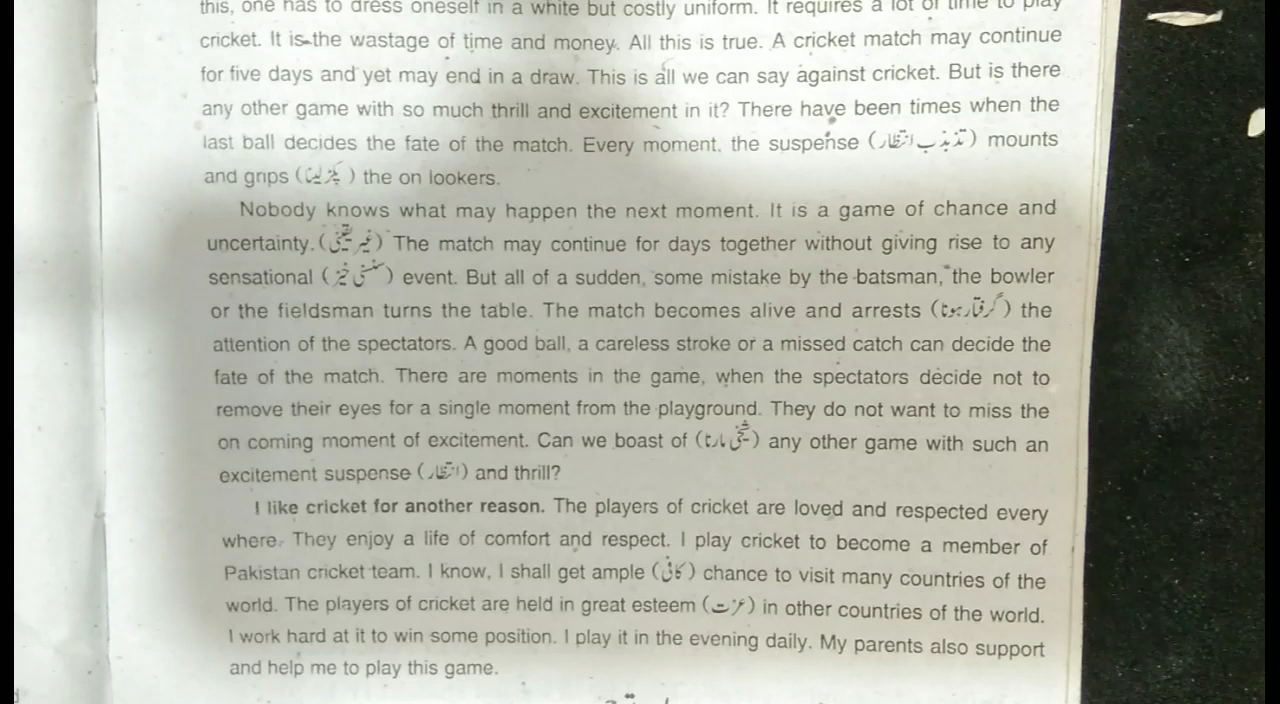 this, one has to dress oneself in a white but costly uniform. It requires a lot of time to play
cricket. It is the wastage of time and money. All this is true. A cricket match may continue
for five days and yet may end in a draw. This is all we can say against cricket. But is there
any other game with so much thrill and excitement in it? There have been times when the
last ball decides the fate of the match. Every moment, the suspense (تذبذب انتظار) mounts
and grips (پکڑ لینا) the on lookers.
Nobody knows what may happen the next moment. It is a game of chance and
uncertainty. (غیر یقینی) The match may continue for days together without giving rise to any
sensational (سنسنی خیز) event. But all of a sudden, some mistake by the batsman, the bowler
or the fieldsman turns the table. The match becomes alive and arrests (گرفتار ہونا) the
attention of the spectators. A good ball, a careless stroke or a missed catch can decide the
fate of the match. There are moments in the game, when the spectators decide not to
remove their eyes for a single moment from the playground. They do not want to miss the
on coming moment of excitement. Can we boast of (شیخی مارنا) any other game with such an
excitement suspense (انتظار) and thrill?
I like cricket for another reason. The players of cricket are loved and respected every
where. They enjoy a life of comfort and respect. I play cricket to become a member of
Pakistan cricket team. I know, I shall get ample (کافی) chance to visit many countries of the
world. The players of cricket are held in great esteem (عزت) in other countries of the world.
I work hard at it to win some position. I play it in the evening daily. My parents also support
and help me to play this game.